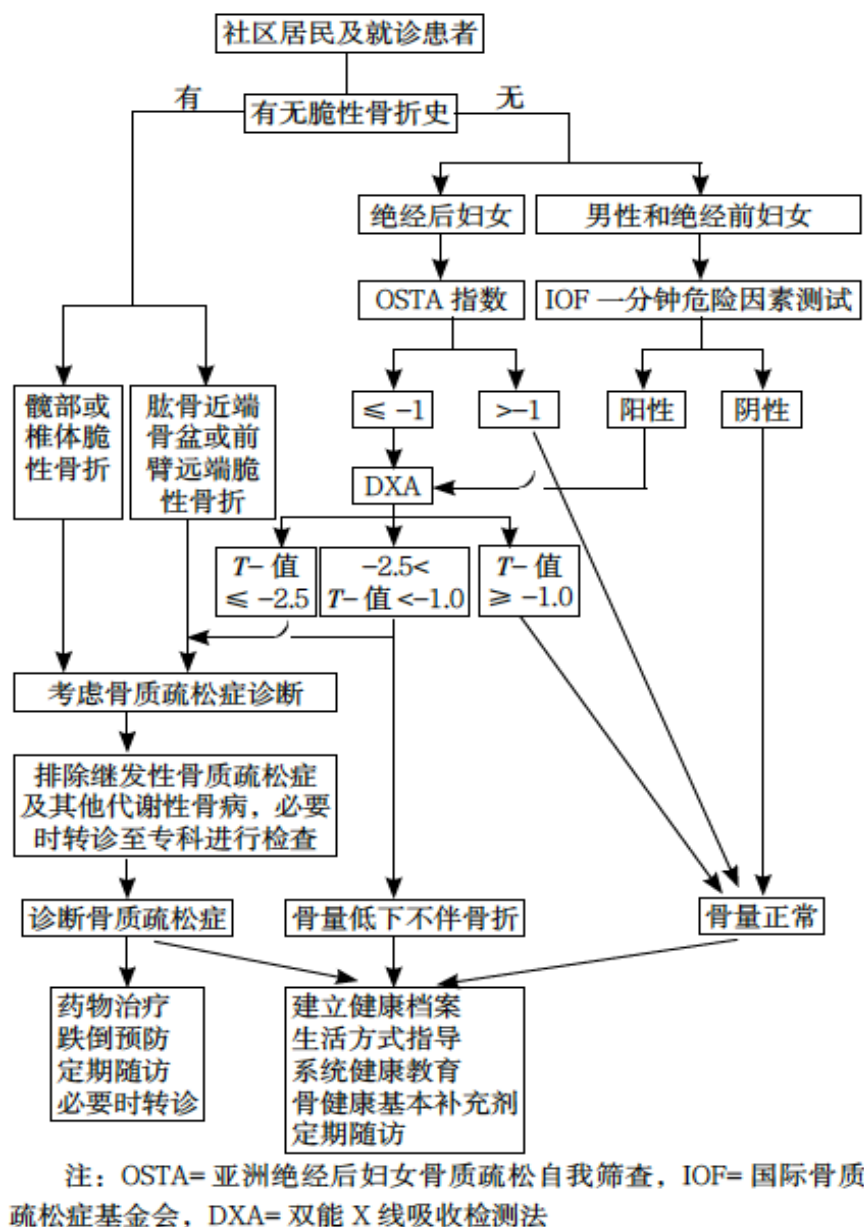 社区居民及就诊患者
有
有无脆性骨折史
无
绝经后妇女
男性和绝经前妇女
OSTA 指数
IOF 一分钟危险因素测试
髋部或
椎体脆
性骨折
肱骨近端
骨盆或前
臂远端脆
性骨折
≤ -1
>-1
阳性
阴性
DXA
T- 值
≤ -2.5
-2.5<
T- 值 <-1.0
T- 值
≥ -1.0
考虑骨质疏松症诊断
排除继发性骨质疏松症
及其他代谢性骨病，必要
时转诊至专科进行检查
诊断骨质疏松症
骨量低下不伴骨折
骨量正常
药物治疗
跌倒预防
定期随访
必要时转诊
建立健康档案
生活方式指导
系统健康教育
骨健康基本补充剂
定期随访
注：OSTA= 亚洲绝经后妇女骨质疏松自我筛查，IOF= 国际骨质
疏松症基金会，DXA= 双能 X 线吸收检测法